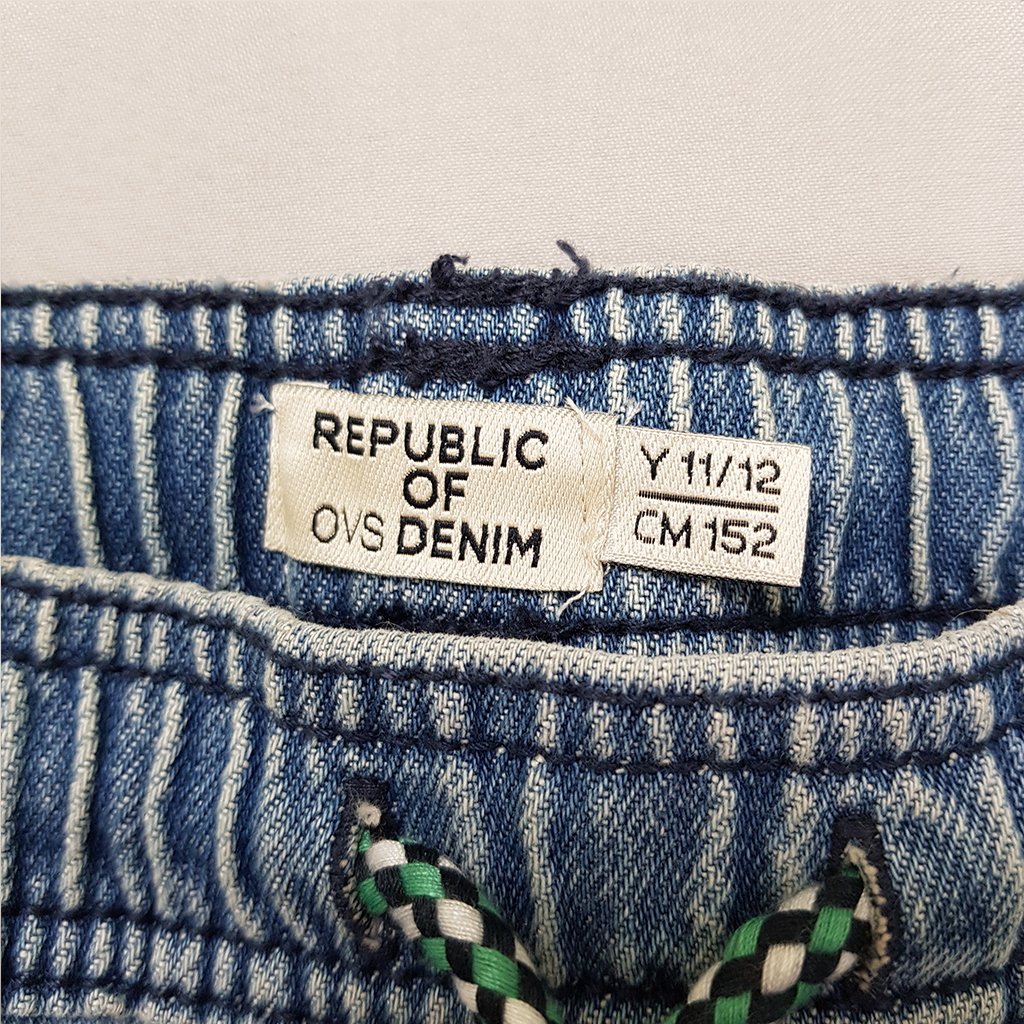 REPUBLIC
OF
OVS DENIM
Y 11/12
CM 152